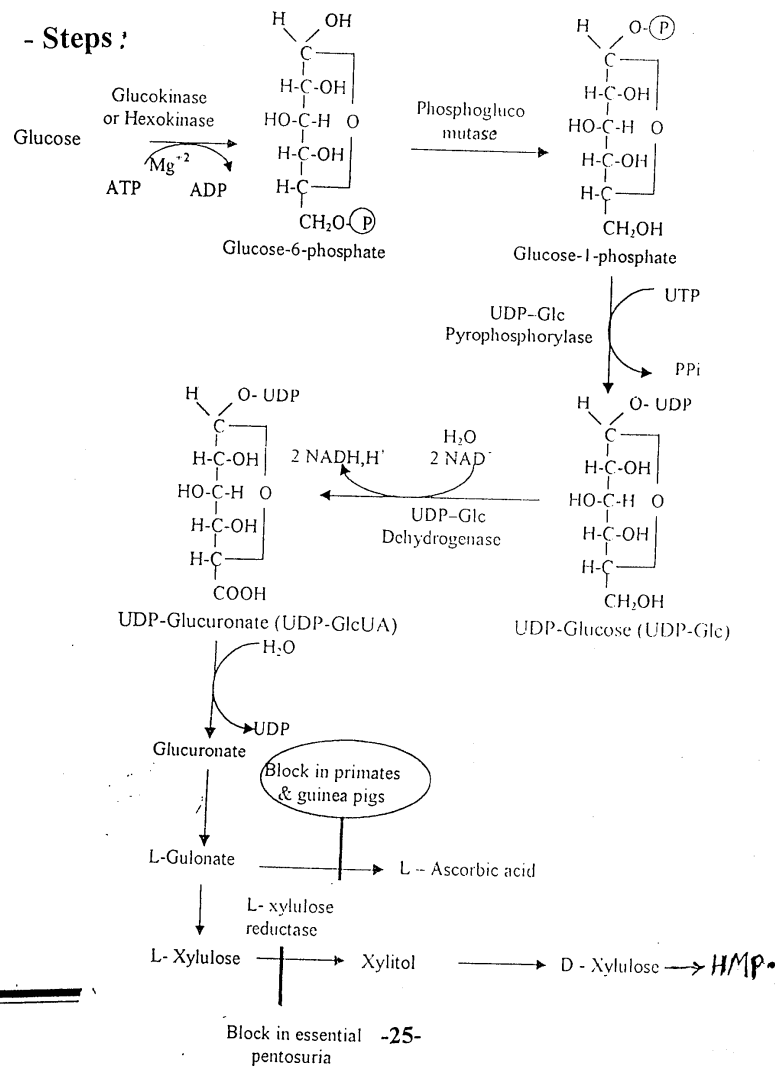 - Steps :
H OH
C
H-C-OH
HO-C-H O
H-C-OH
H-C
CH₂O-P
Glucose-6-phosphate
Glucose
Glucokinase
or Hexokinase
Mg⁺²
ATP ADP
Phosphogluco
mutase
H O-P
C
H-C-OH
HO-C-H O
H-C-OH
H-C
CH₂OH
Glucose-1-phosphate
UDP-Glc
Pyrophosphorylase
UTP
PPi
H O- UDP
C
H-C-OH
HO-C-H O
H-C-OH
H-C
CH₂OH
UDP-Glucose (UDP-Glc)
H₂O
2 NADH,H⁺ 2 NAD⁺
UDP-Glc
Dehydrogenase
H O- UDP
C
H-C-OH
HO-C-H O
H-C-OH
H-C
COOH
UDP-Glucuronate (UDP-GlcUA)
H₂O
UDP
Glucuronate
Block in primates
& guinea pigs
L-Gulonate
L - Ascorbic acid
L- xylulose
reductase
L- Xylulose Xylitol D - Xylulose HMP.
Block in essential
pentosuria
-25-